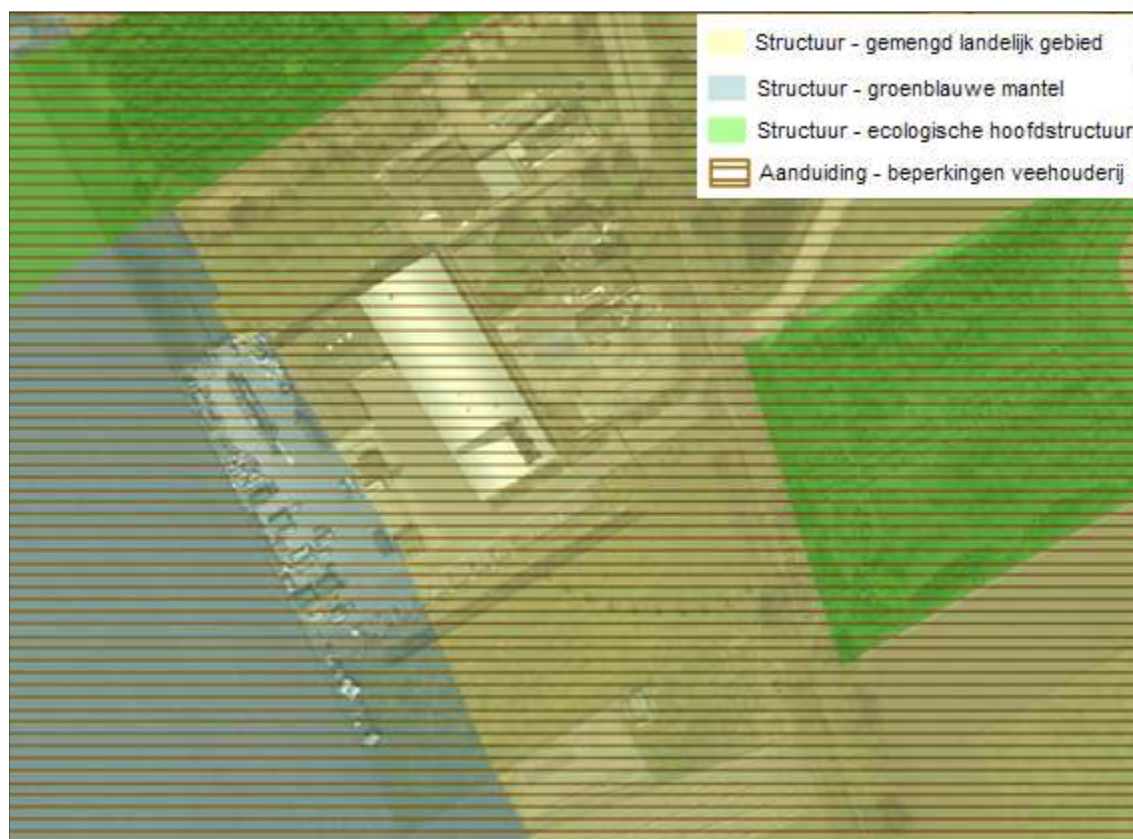 Structuur - gemengd landelijk gebied
Structuur - groenblauwe mantel
Structuur - ecologische hoofdstructuur
Aanduiding - beperkingen veehouderij